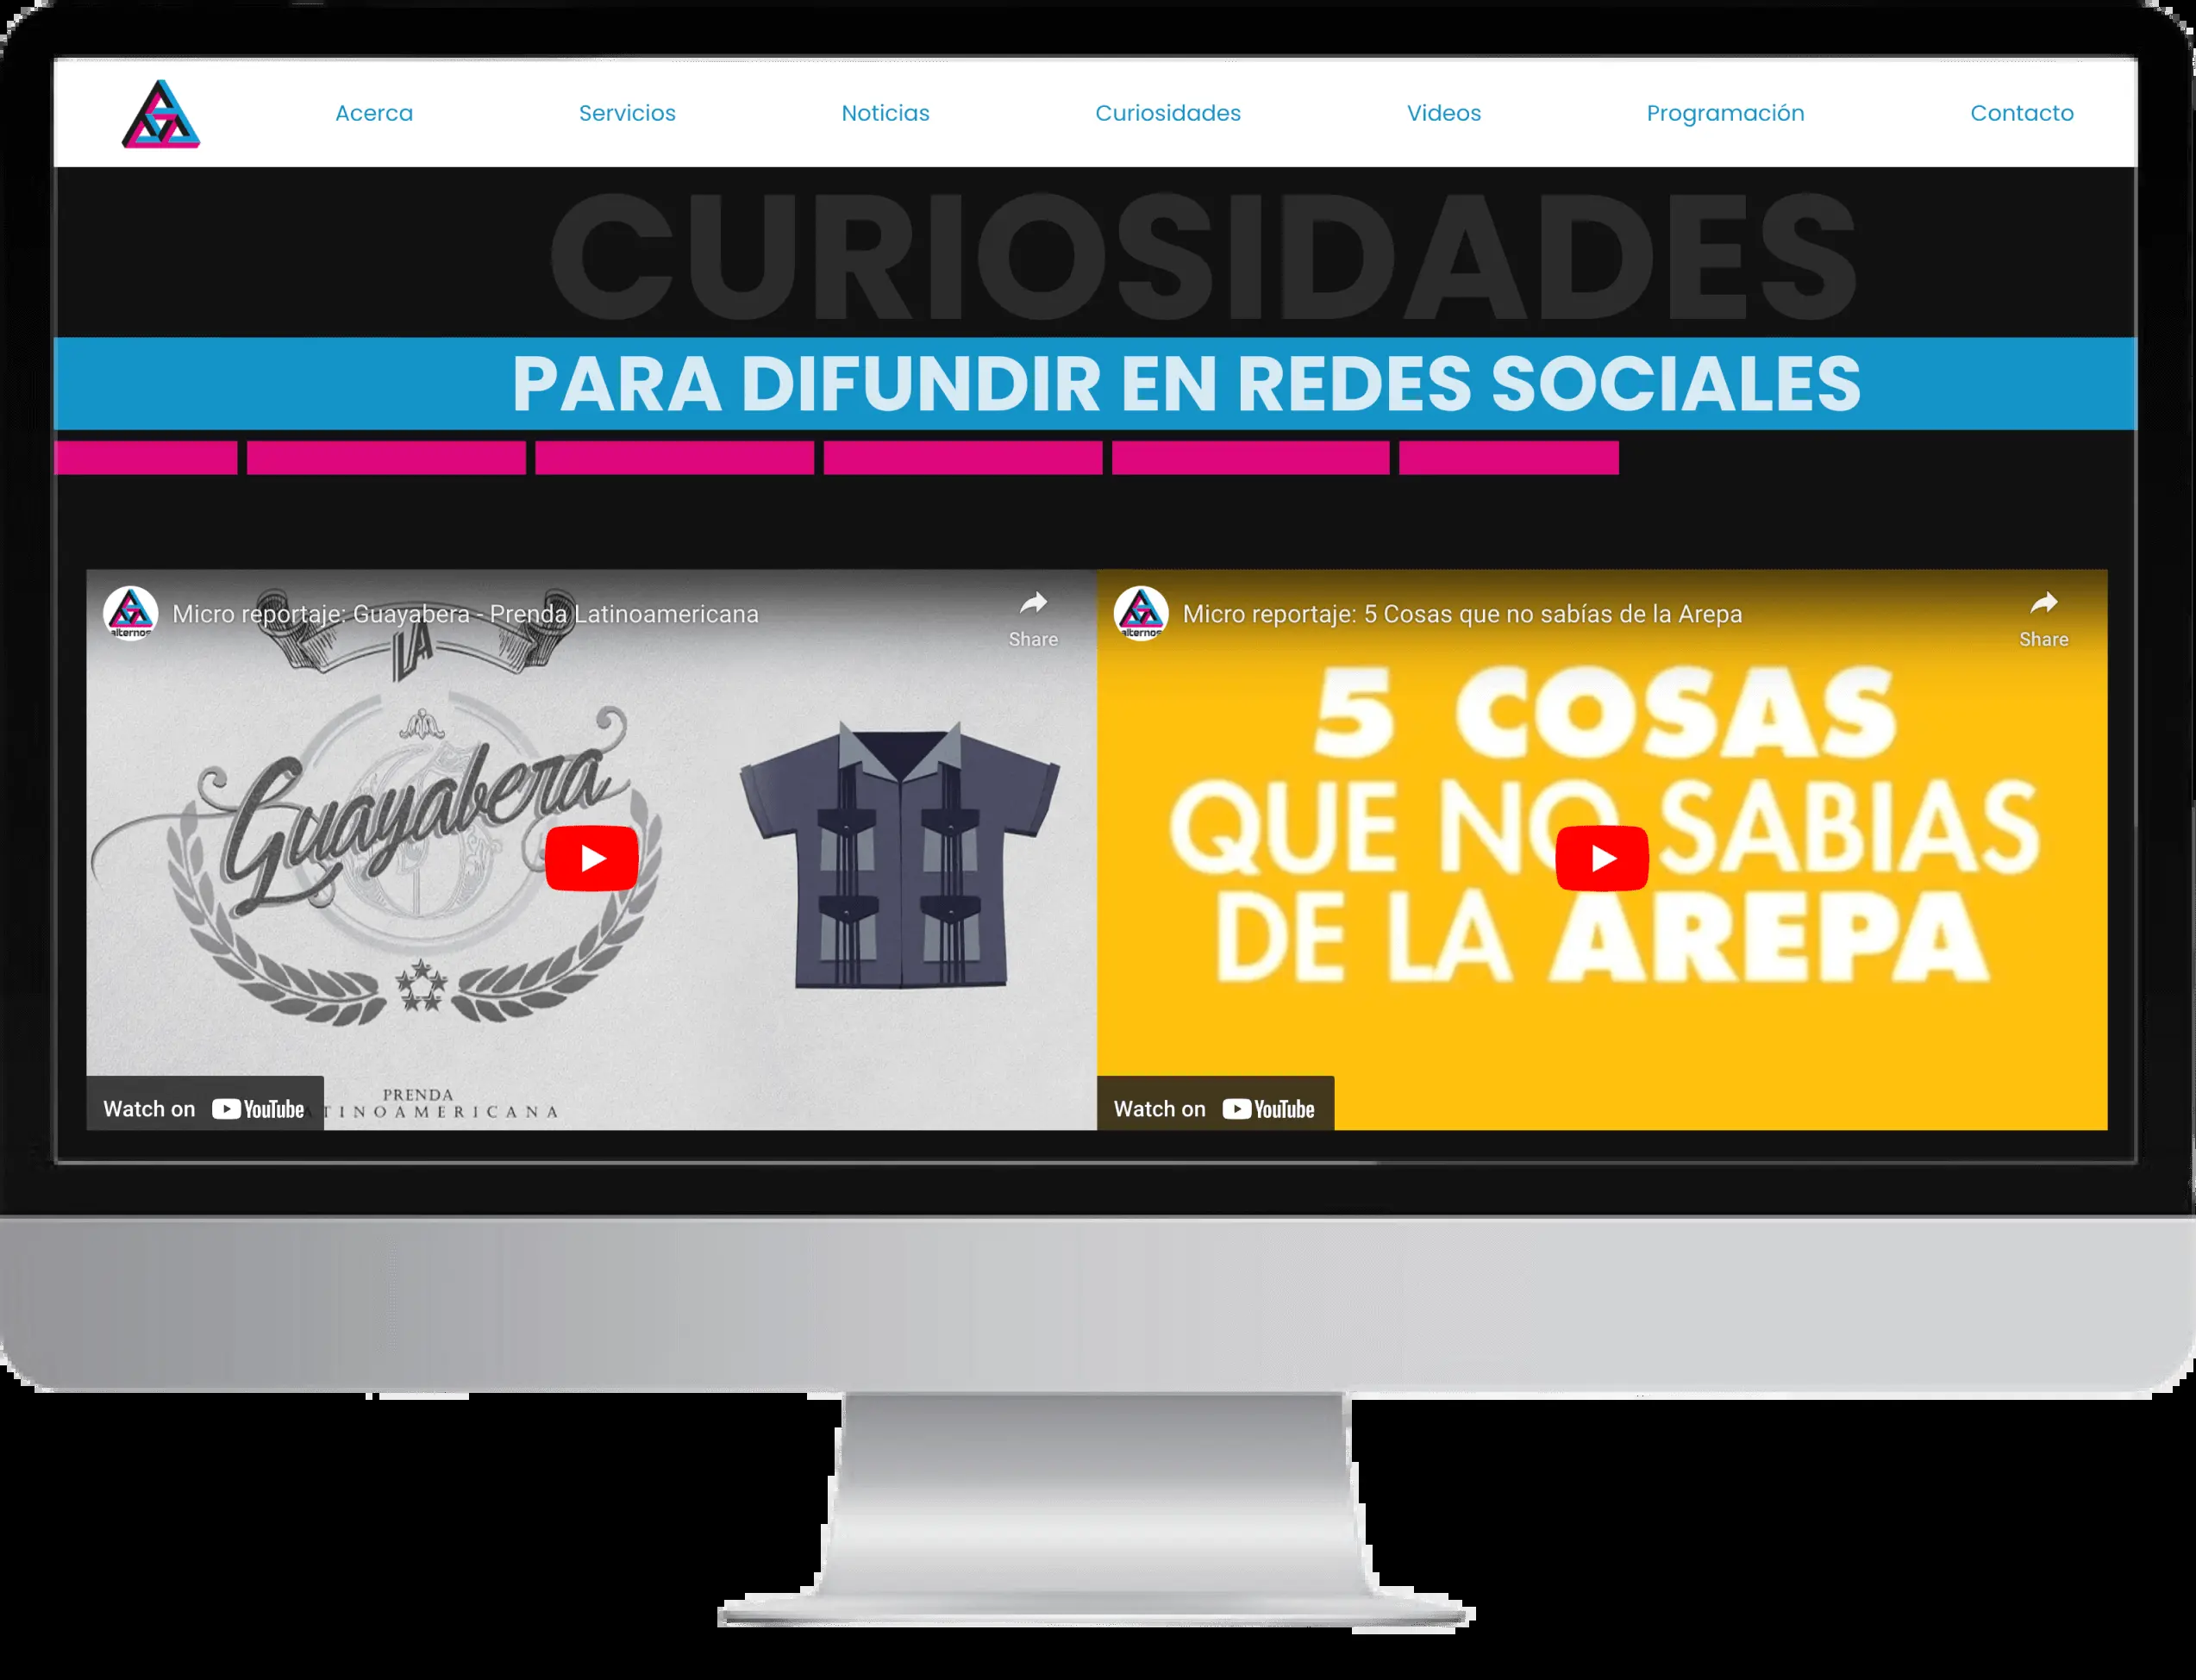 Acerca
Servicios
Noticias
Curiosidades
Videos
Programación
Contacto
CURIOSIDADES
PARA DIFUNDIR EN REDES SOCIALES
alternos
Micro reportaje: Guayabera - Prenda Latinoamericana
Share
LA
Guayabera
PRENDA
TINOAMERICANA
Watch on YouTube
alternos
Micro reportaje: 5 Cosas que no sabías de la Arepa
Share
5 COSAS
QUE NO SABIAS
DE LA AREPA
Watch on YouTube